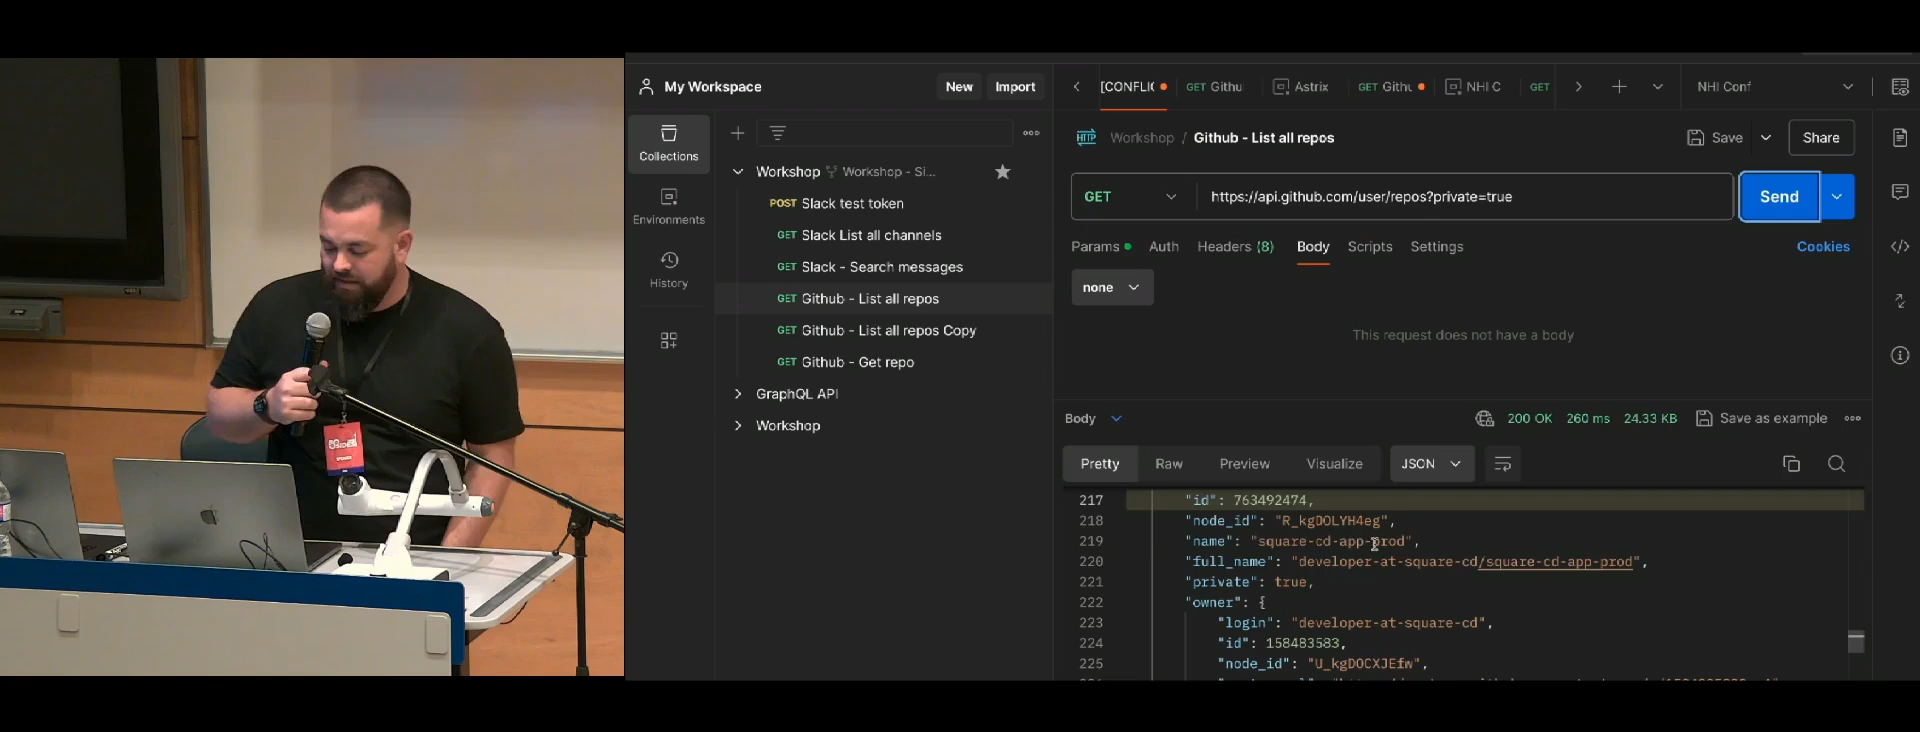 My Workspace
New
Import
[CONFLIC
GET Githu
Astrix
GET Githu
NHI C
GET
NHI Conf
Collections
Environments
History
Workshop
Workshop - Si...
POST Slack test token
GET Slack List all channels
GET Slack - Search messages
GET Github - List all repos
GET Github - List all repos Copy
GET Github - Get repo
GraphQL API
Workshop
HTTP
Workshop / Github - List all repos
Save
Share
GET
https://api.github.com/user/repos?private=true
Send
Params
Auth
Headers (8)
Body
Scripts
Settings
Cookies
none
This request does not have a body
Body
200 OK
260 ms
24.33 KB
Save as example
Pretty
Raw
Preview
Visualize
JSON
217 "id": 763492474,
218 "node_id": "R_kgDOLYH4eg",
219 "name": "square-cd-app-prod",
220 "full_name": "developer-at-square-cd/square-cd-app-prod",
221 "private": true,
222 "owner": {
223 "login": "developer-at-square-cd",
224 "id": 158483583,
225 "node_id": "U_kgDOCXJEfw",